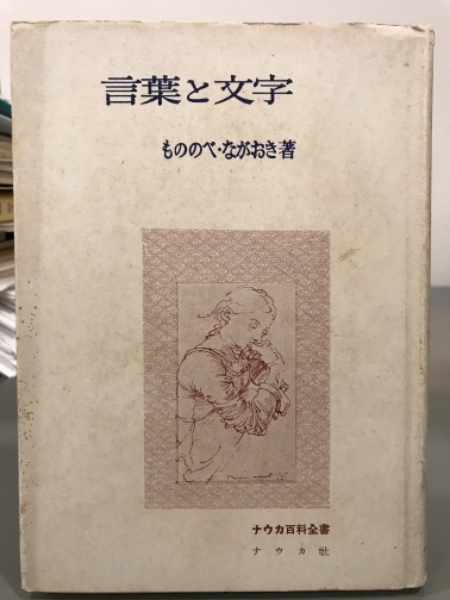 言葉と文字
もののべ・ながおき著
ナウカ百科全書
ナウカ社